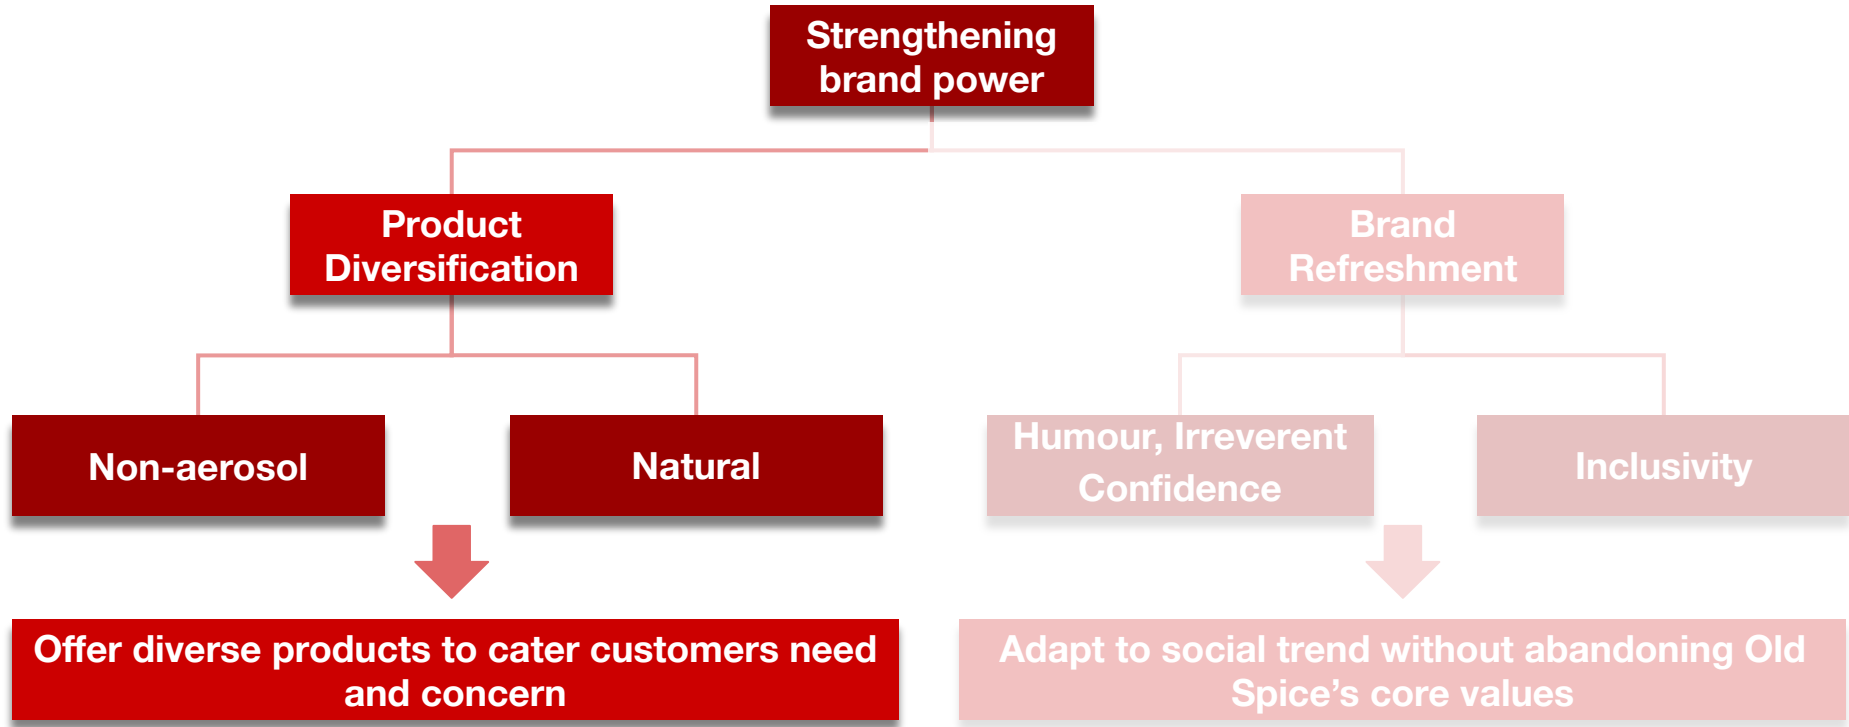 Strengthening
brand power
Product
Diversification
Brand
Refreshment
Non-aerosol
Natural
Humour, Irreverent
Confidence
Inclusivity
Offer diverse products to cater customers need
and concern
Adapt to social trend without abandoning Old
Spice’s core values